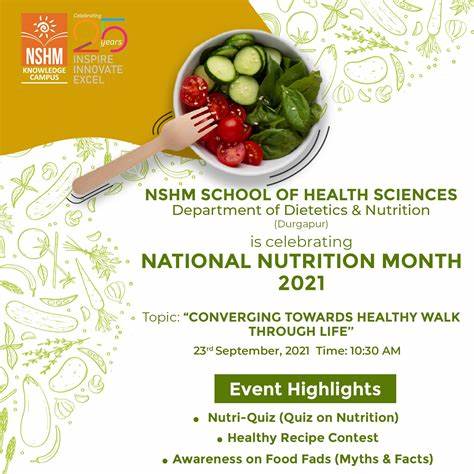 NSHM
KNOWLEDGE
CAMPUS
Celebrating
25
years
INSPIRE
INNOVATE
EXCEL
NSHM SCHOOL OF HEALTH SCIENCES
Department of Dietetics & Nutrition
(Durgapur)
is celebrating
NATIONAL NUTRITION MONTH
2021
Topic: “CONVERGING TOWARDS HEALTHY WALK
THROUGH LIFE”
23rd September, 2021 Time: 10:30 AM
Event Highlights
• Nutri-Quiz (Quiz on Nutrition)
• Healthy Recipe Contest
• Awareness on Food Fads (Myths & Facts)